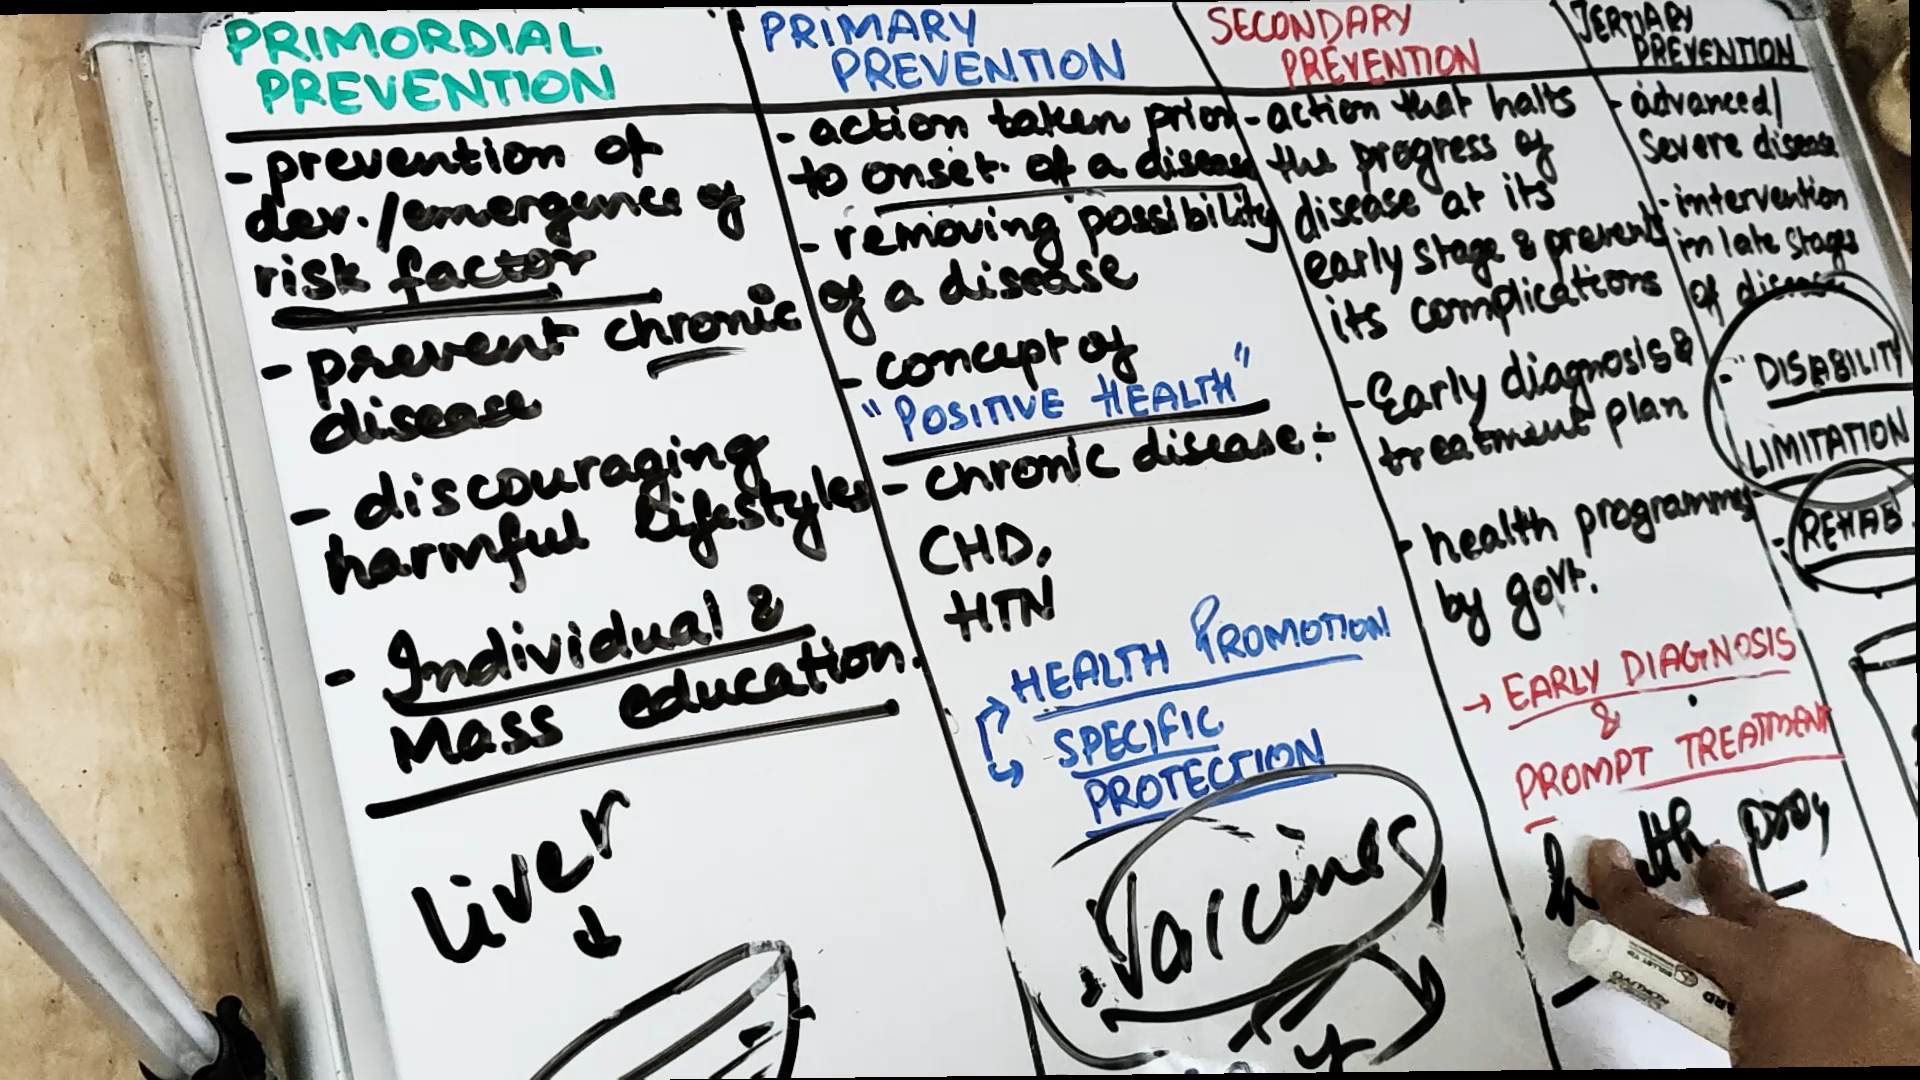 PRIMORDIAL
PREVENTION
- prevention of
dev./emergence of
risk factor
- prevent chronic
disease
- discouraging
harmful lifestyles
- Individual &
Mass education.
liver
PRIMARY
PREVENTION
- action taken prior
to onset of a disease
- removing possibility
of a disease
- concept of
"POSITIVE HEALTH"
- chronic disease :-
CHD,
HTN
HEALTH PROMOTION
SPECIFIC
PROTECTION
SECONDARY
PREVENTION
- action that halts
the progress of
disease at its
early stage & prevents
its complications
- Early diagnosis &
treatment plan
- health programmes
by govt.
→ EARLY DIAGNOSIS
&
PROMPT TREATMENT
TERTIARY
PREVENTION
- advanced/
severe disease
- intervention
in late stages
of disease
- "DISABILITY
LIMITATION
- REHAB